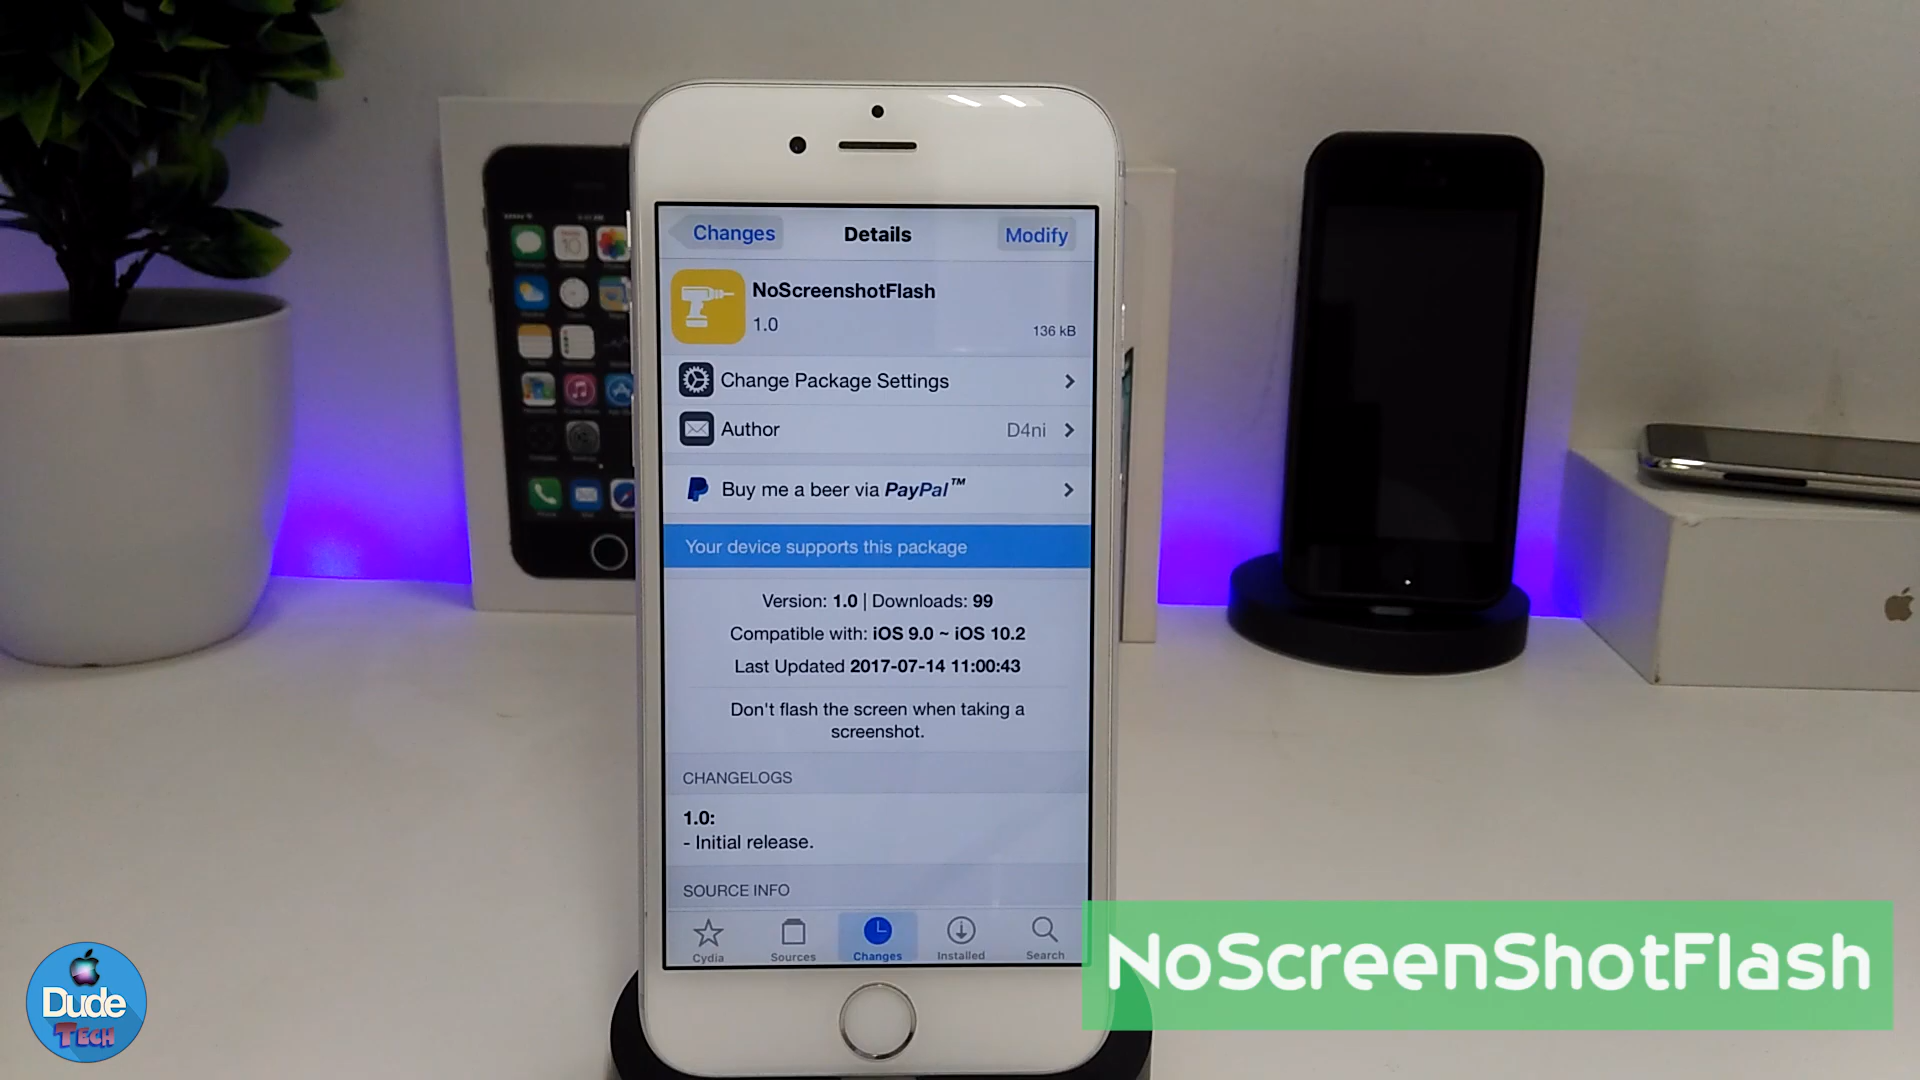 Changes
Details
Modify
NoScreenshotFlash
1.0
136 kB
Change Package Settings
Author
D4ni
Buy me a beer via PayPal™
Your device supports this package
Version: 1.0 | Downloads: 99
Compatible with: iOS 9.0 ~ iOS 10.2
Last Updated 2017-07-14 11:00:43
Don't flash the screen when taking a
screenshot.
CHANGELOGS
1.0:
- Initial release.
SOURCE INFO
Cydia
Sources
Changes
Installed
Search
NoScreenShotFlash
Dude
TECH